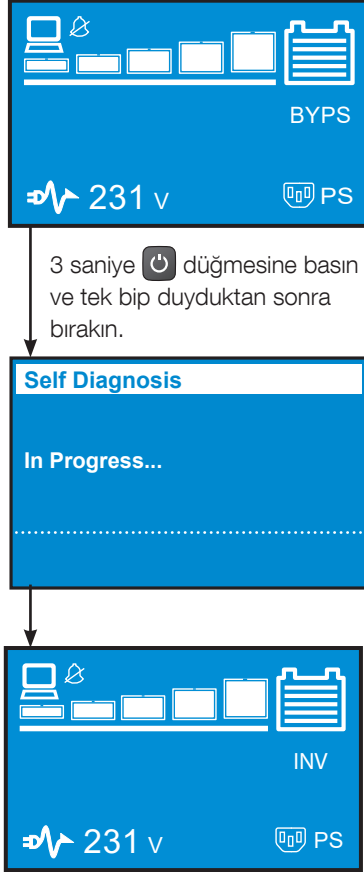 BYPS
231 V
PS
3 saniye düğmesine basın
ve tek bip duyduktan sonra
bırakın.
Self Diagnosis
In Progress...
INV
231 V
PS